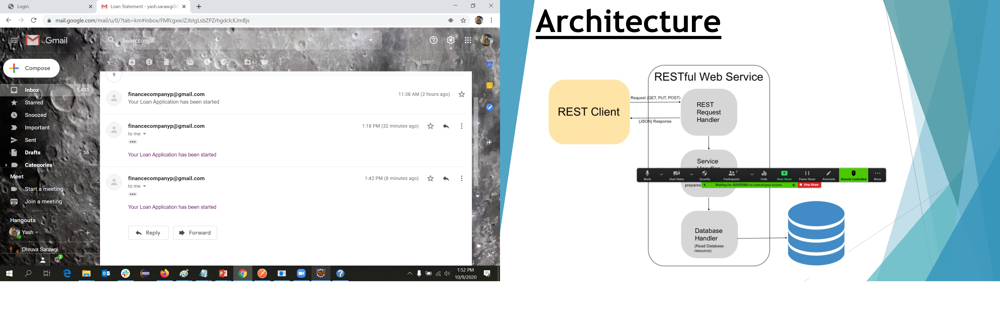 Login
Loan Statement - yash.sarawgi3@
mail.google.com/mail/u/0/?tab=km#inbox/FMfcgxwJZJbtgLsbZPZrhgdclcKJmBjs
Gmail
Search mail
Compose
1 of 3,501
31
Inbox 1,633
Starred
Snoozed
Important
Sent
Drafts 56
Categories
Meet
Start a meeting
Join a meeting
Hangouts
Yash
Dhruva Sarawgi
2
9
financecompanyp@gmail.com 11:38 AM (2 hours ago)
Your Loan Application has been started
financecompanyp@gmail.com 1:18 PM (32 minutes ago)
to me
Your Loan Application has been started
financecompanyp@gmail.com 1:42 PM (8 minutes ago)
to me
Your Loan Application has been started
Reply Forward
1:52 PM
10/9/2020
Architecture
RESTful Web Service
REST Client
Request (GET, PUT, POST)
{JSON} Response
REST
Request
Handler
Service
Mute Start Video Security Participants 2 Polls New Share Pause Share Annotate Remote Controlled More
prepares
Waiting for AIAVERMA to control your screen Stop Share
Database
Handler
(Read Database
resource)